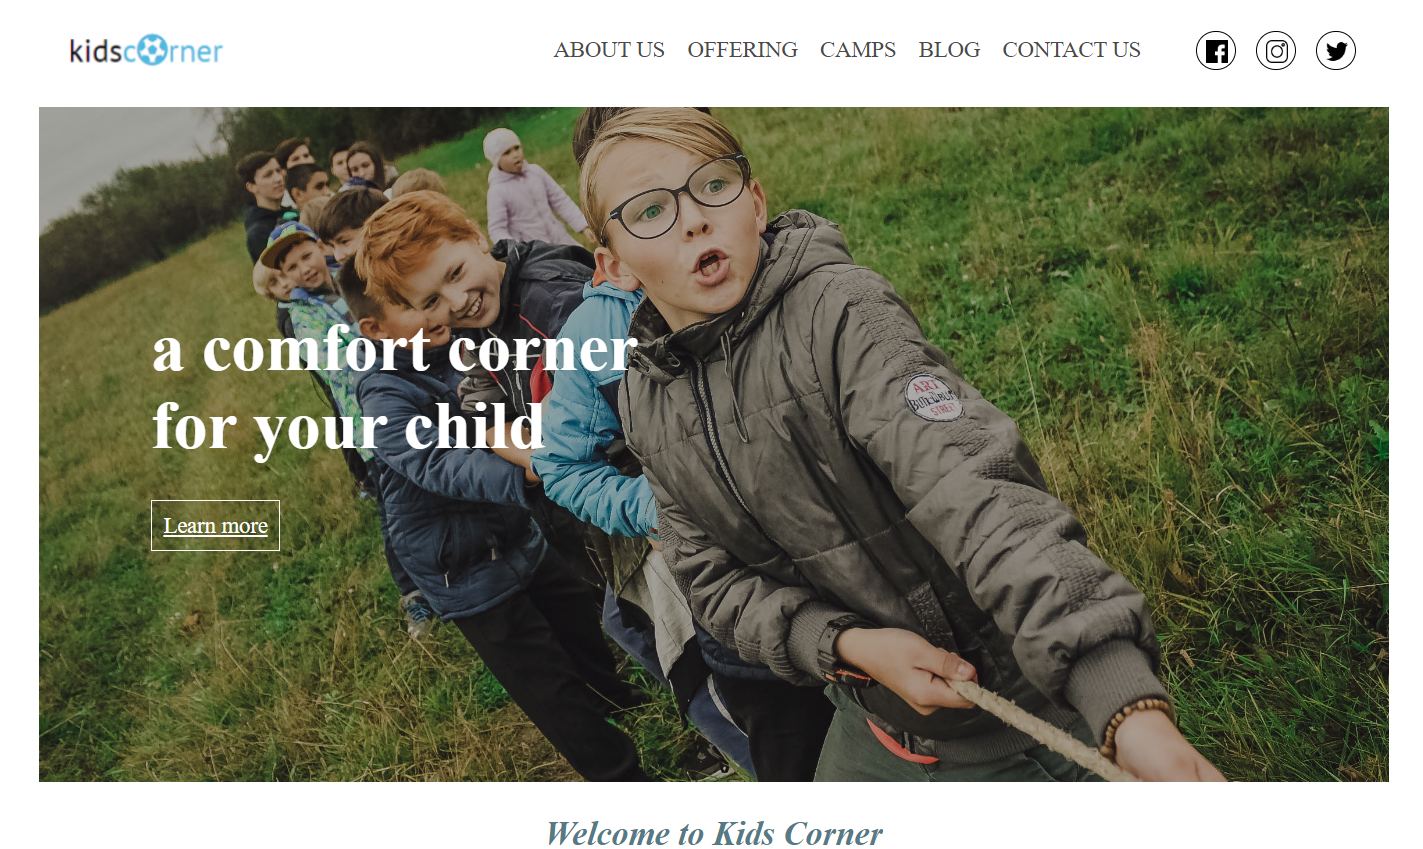 kidscorner
ABOUT US OFFERING CAMPS BLOG CONTACT US
a comfort corner
for your child
ART
STREET
Learn more
Welcome to Kids Corner